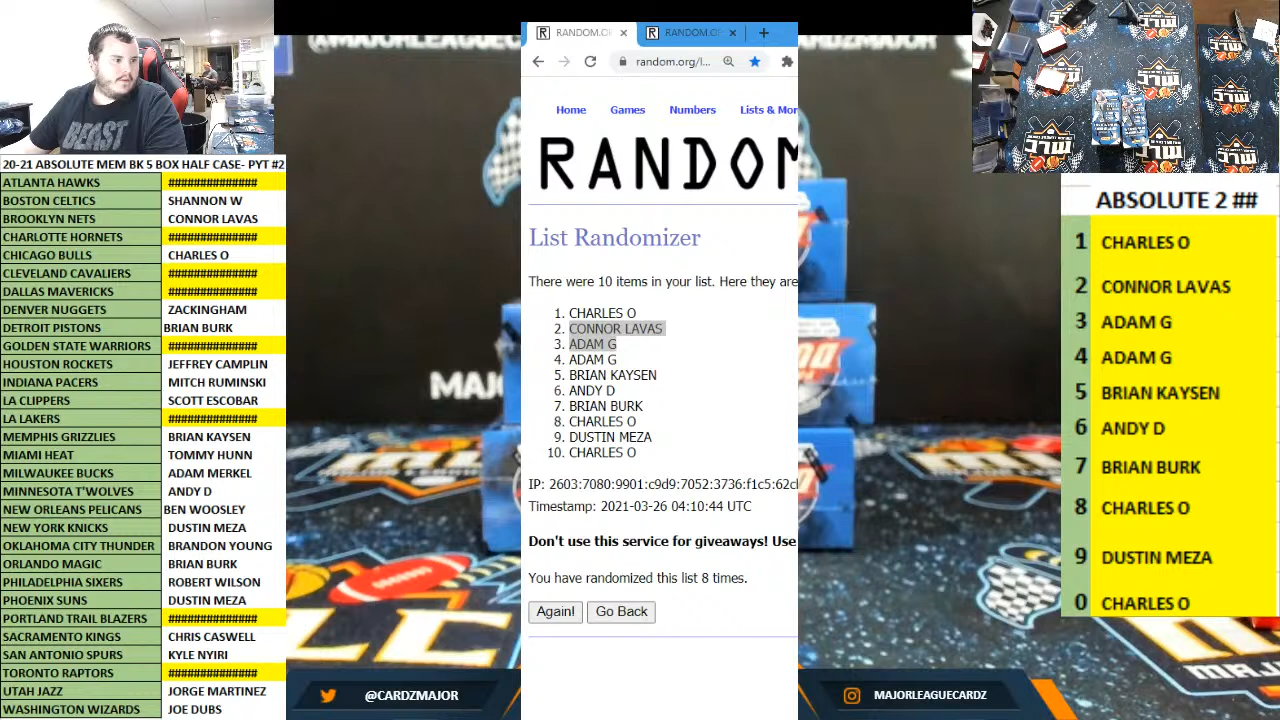 20-21 ABSOLUTE MEM BK 5 BOX HALF CASE- PYT #2
ATLANTA HAWKS ##############
BOSTON CELTICS SHANNON W
BROOKLYN NETS CONNOR LAVAS
CHARLOTTE HORNETS ##############
CHICAGO BULLS CHARLES O
CLEVELAND CAVALIERS ##############
DALLAS MAVERICKS ##############
DENVER NUGGETS ZACKINGHAM
DETROIT PISTONS BRIAN BURK
GOLDEN STATE WARRIORS ##############
HOUSTON ROCKETS JEFFREY CAMPLIN
INDIANA PACERS MITCH RUMINSKI
LA CLIPPERS SCOTT ESCOBAR
LA LAKERS ##############
MEMPHIS GRIZZLIES BRIAN KAYSEN
MIAMI HEAT TOMMY HUNN
MILWAUKEE BUCKS ADAM MERKEL
MINNESOTA T'WOLVES ANDY D
NEW ORLEANS PELICANS BEN WOOSLEY
NEW YORK KNICKS DUSTIN MEZA
OKLAHOMA CITY THUNDER BRANDON YOUNG
ORLANDO MAGIC BRIAN BURK
PHILADELPHIA SIXERS ROBERT WILSON
PHOENIX SUNS DUSTIN MEZA
PORTLAND TRAIL BLAZERS ##############
SACRAMENTO KINGS CHRIS CASWELL
SAN ANTONIO SPURS KYLE NYIRI
TORONTO RAPTORS ##############
UTAH JAZZ JORGE MARTINEZ
WASHINGTON WIZARDS JOE DUBS
BEAST
RANDOM.O
RANDOM.O
random.org/l...
Home Games Numbers Lists & Mor
RANDOM
List Randomizer
There were 10 items in your list. Here they are
1. CHARLES O
2. CONNOR LAVAS
3. ADAM G
4. ADAM G
5. BRIAN KAYSEN
6. ANDY D
7. BRIAN BURK
8. CHARLES O
9. DUSTIN MEZA
10. CHARLES O
IP: 2603:7080:9901:c9d9:7052:3736:f1c5:62c
Timestamp: 2021-03-26 04:10:44 UTC
Don't use this service for giveaways! Use
You have randomized this list 8 times.
Again! Go Back
ABSOLUTE 2 ##
1 CHARLES O
2 CONNOR LAVAS
3 ADAM G
4 ADAM G
5 BRIAN KAYSEN
6 ANDY D
7 BRIAN BURK
8 CHARLES O
9 DUSTIN MEZA
0 CHARLES O
@CARDZMAJOR
MAJORLEAGUECARDZ